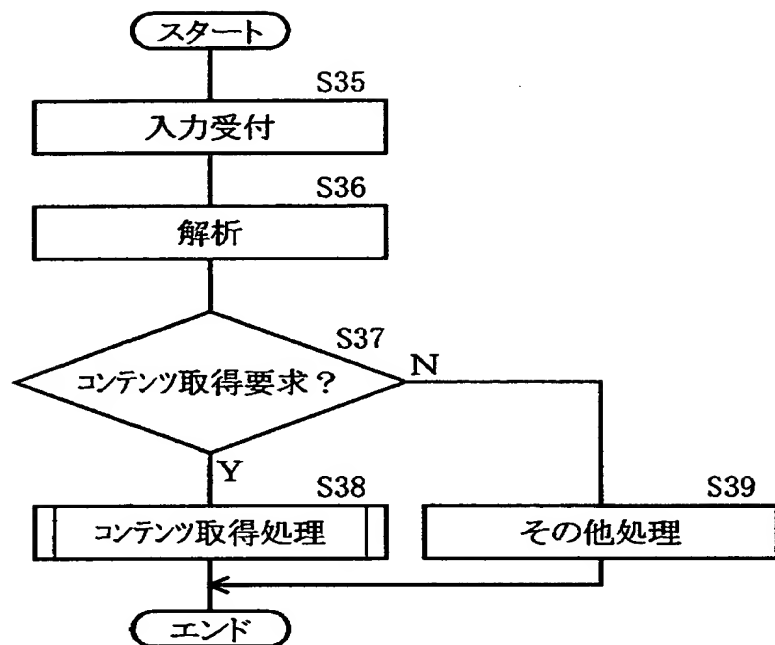 スタート
S35
入力受付
S36
解析
S37
コンテンツ取得要求？
N
Y
S38
コンテンツ取得処理
S39
その他処理
エンド